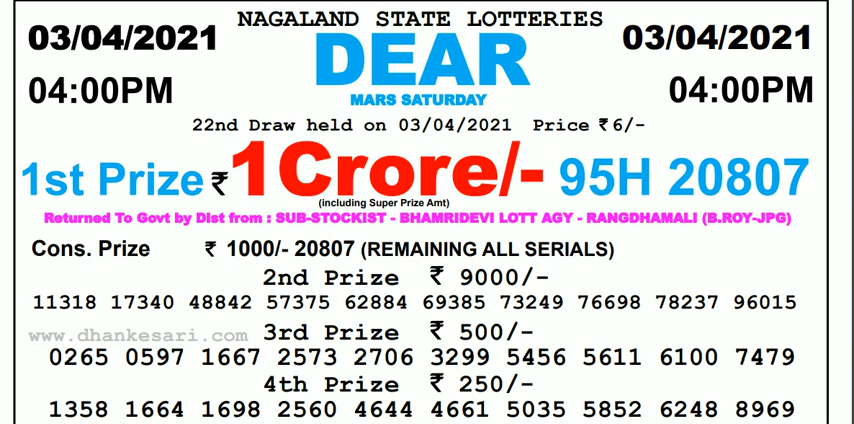 NAGALAND STATE LOTTERIES
03/04/2021 DEAR 03/04/2021
04:00PM MARS SATURDAY 04:00PM
22nd Draw held on 03/04/2021 Price ₹6/-
1st Prize ₹1Crore/- 95H 20807
(including Super Prize Amt)
Returned To Govt by Dist from : SUB-STOCKIST - BHAMRIDEVI LOTT AGY - RANGDHAMALI (B.ROY-JPG)
Cons. Prize ₹ 1000/- 20807 (REMAINING ALL SERIALS)
2nd Prize ₹ 9000/-
11318 17340 48842 57375 62884 69385 73249 76698 78237 96015
www.dhankesari.com 3rd Prize ₹ 500/-
0265 0597 1667 2573 2706 3299 5456 5611 6100 7479
4th Prize ₹ 250/-
1358 1664 1698 2560 4644 4661 5035 5852 6248 8969